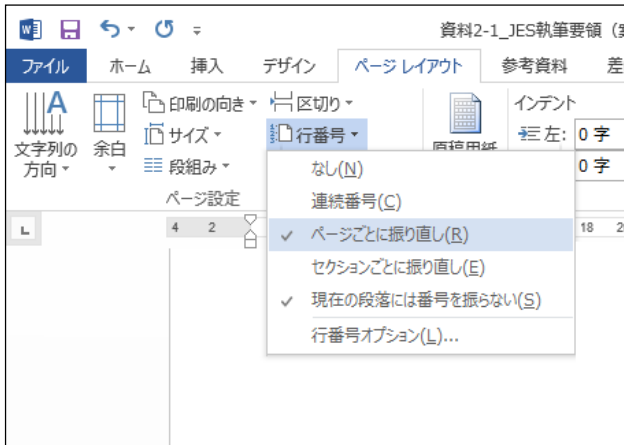 資料2-1_JES執筆要領
ファイル ホーム 挿入 デザイン ページ レイアウト 参考資料 差
文字列の方向
余白
印刷の向き
サイズ
段組み
区切り
行番号
原稿用紙
インデント
左: 0 字
0 字
ページ設定
なし(N)
連続番号(C)
ページごとに振り直し(R)
セクションごとに振り直し(E)
現在の段落には番号を振らない(S)
行番号オプション(L)...
L 4 2 18 2